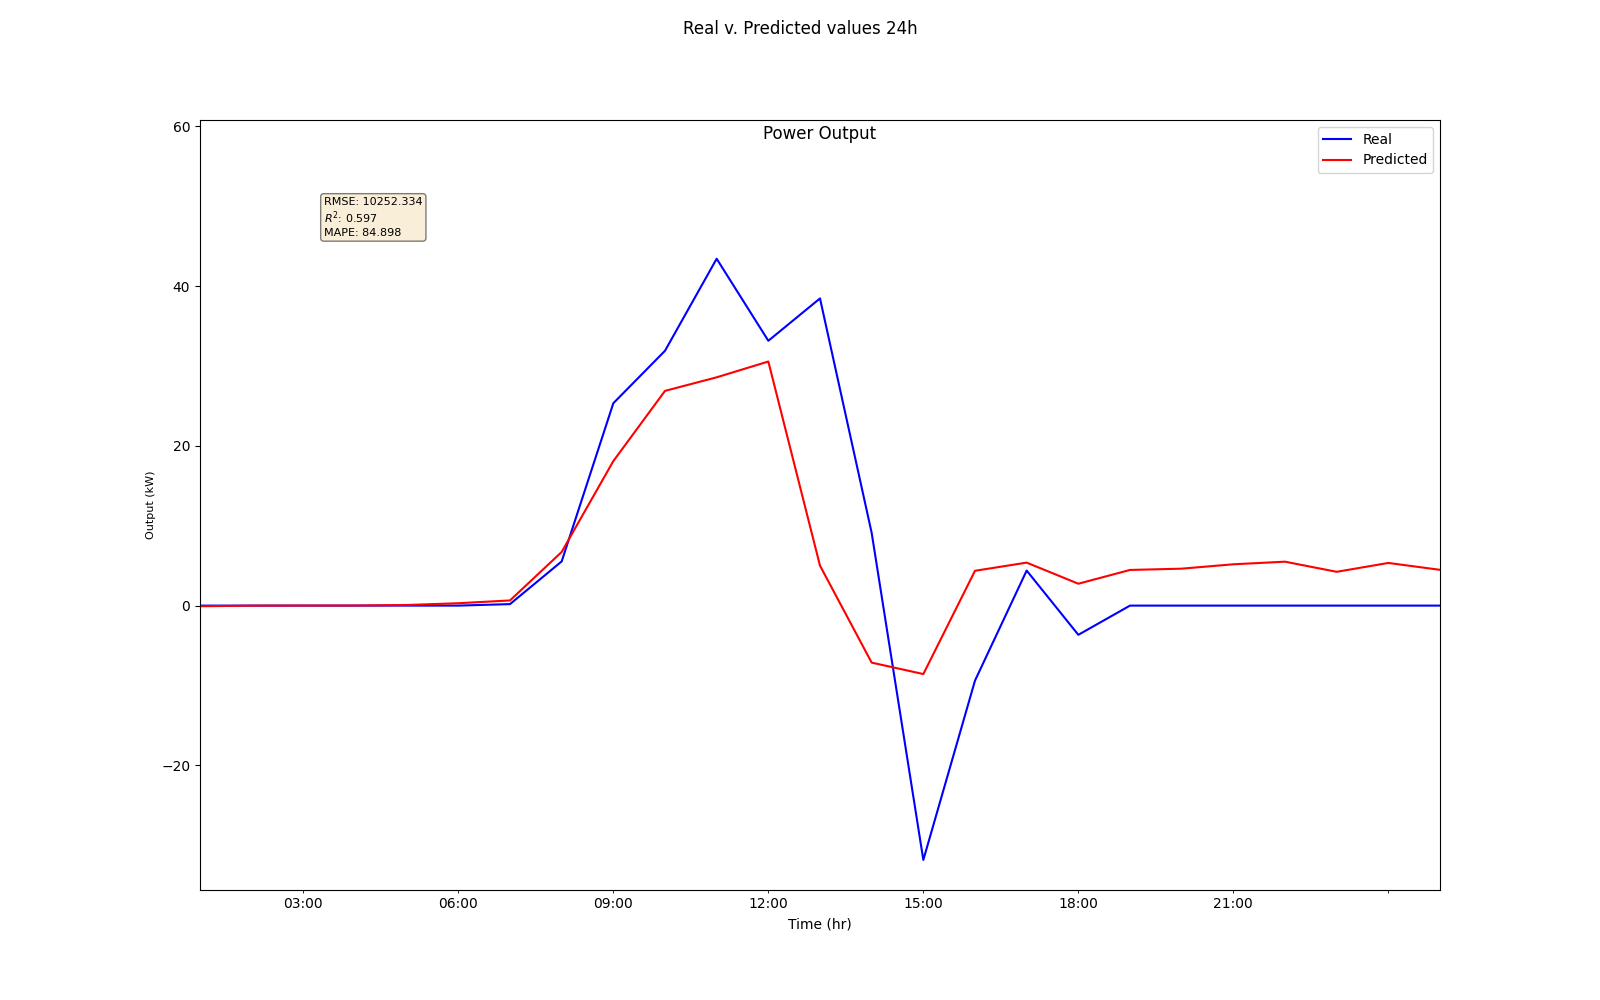 Real v. Predicted values 24h
Power Output
Real
Predicted
RMSE: 10252.334
R²: 0.597
MAPE: 84.898
60
40
20
0
−20
Output (kW)
03:00
06:00
09:00
12:00
15:00
18:00
21:00
Time (hr)